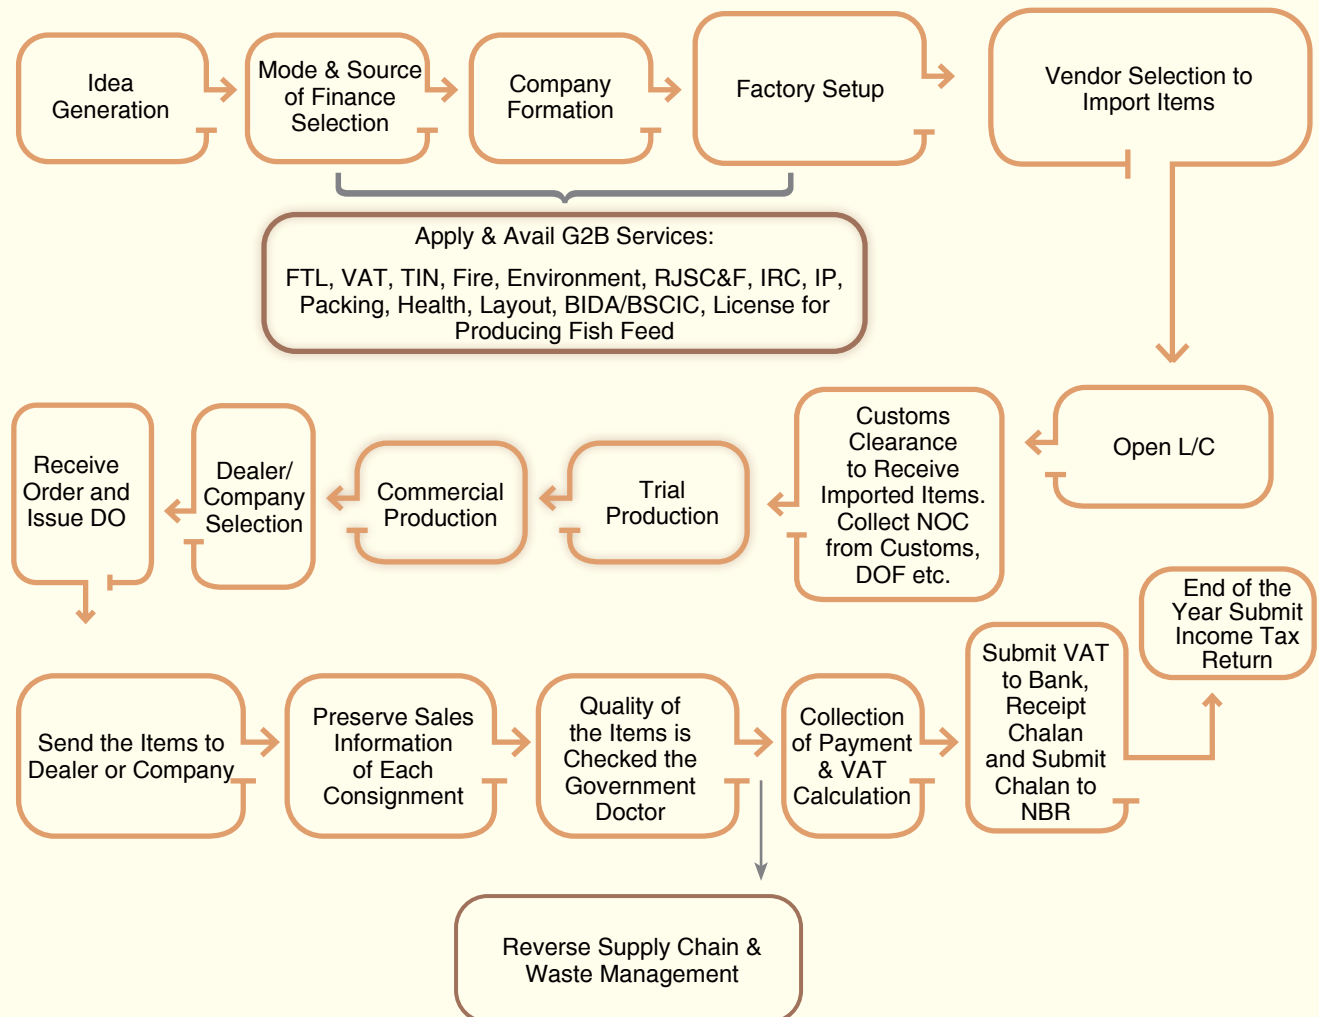 Idea
Generation
Mode & Source
of Finance
Selection
Company
Formation
Factory Setup
Vendor Selection to
Import Items
Apply & Avail G2B Services:
FTL, VAT, TIN, Fire, Environment, RJSC&F, IRC, IP,
Packing, Health, Layout, BIDA/BSCIC, License for
Producing Fish Feed
Open L/C
Customs
Clearance
to Receive
Imported Items.
Collect NOC
from Customs,
DOF etc.
Trial
Production
Commercial
Production
Dealer/
Company
Selection
Receive
Order and
Issue DO
Send the Items to
Dealer or Company
Preserve Sales
Information
of Each
Consignment
Quality of
the Items is
Checked the
Government
Doctor
Collection
of Payment
& VAT
Calculation
Submit VAT
to Bank,
Receipt
Chalan
and Submit
Chalan to
NBR
End of the
Year Submit
Income Tax
Return
Reverse Supply Chain &
Waste Management